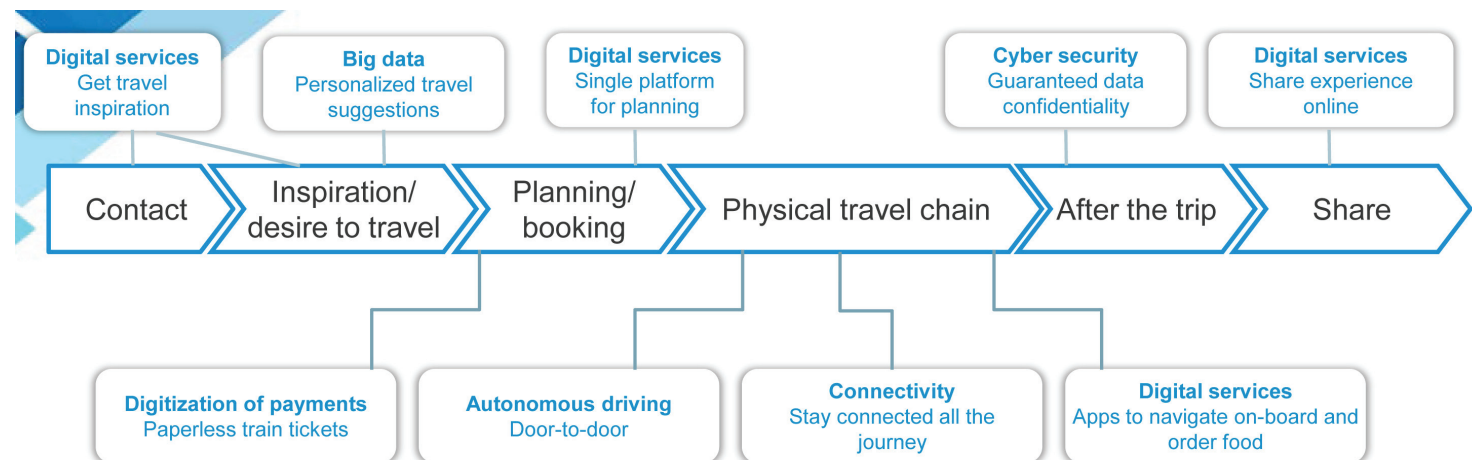 Digital services
Get travel
inspiration
Big data
Personalized travel
suggestions
Digital services
Single platform
for planning
Cyber security
Guaranteed data
confidentiality
Digital services
Share experience
online
Contact
Inspiration/
desire to travel
Planning/
booking
Physical travel chain
After the trip
Share
Digitization of payments
Paperless train tickets
Autonomous driving
Door-to-door
Connectivity
Stay connected all the
journey
Digital services
Apps to navigate on-board and
order food